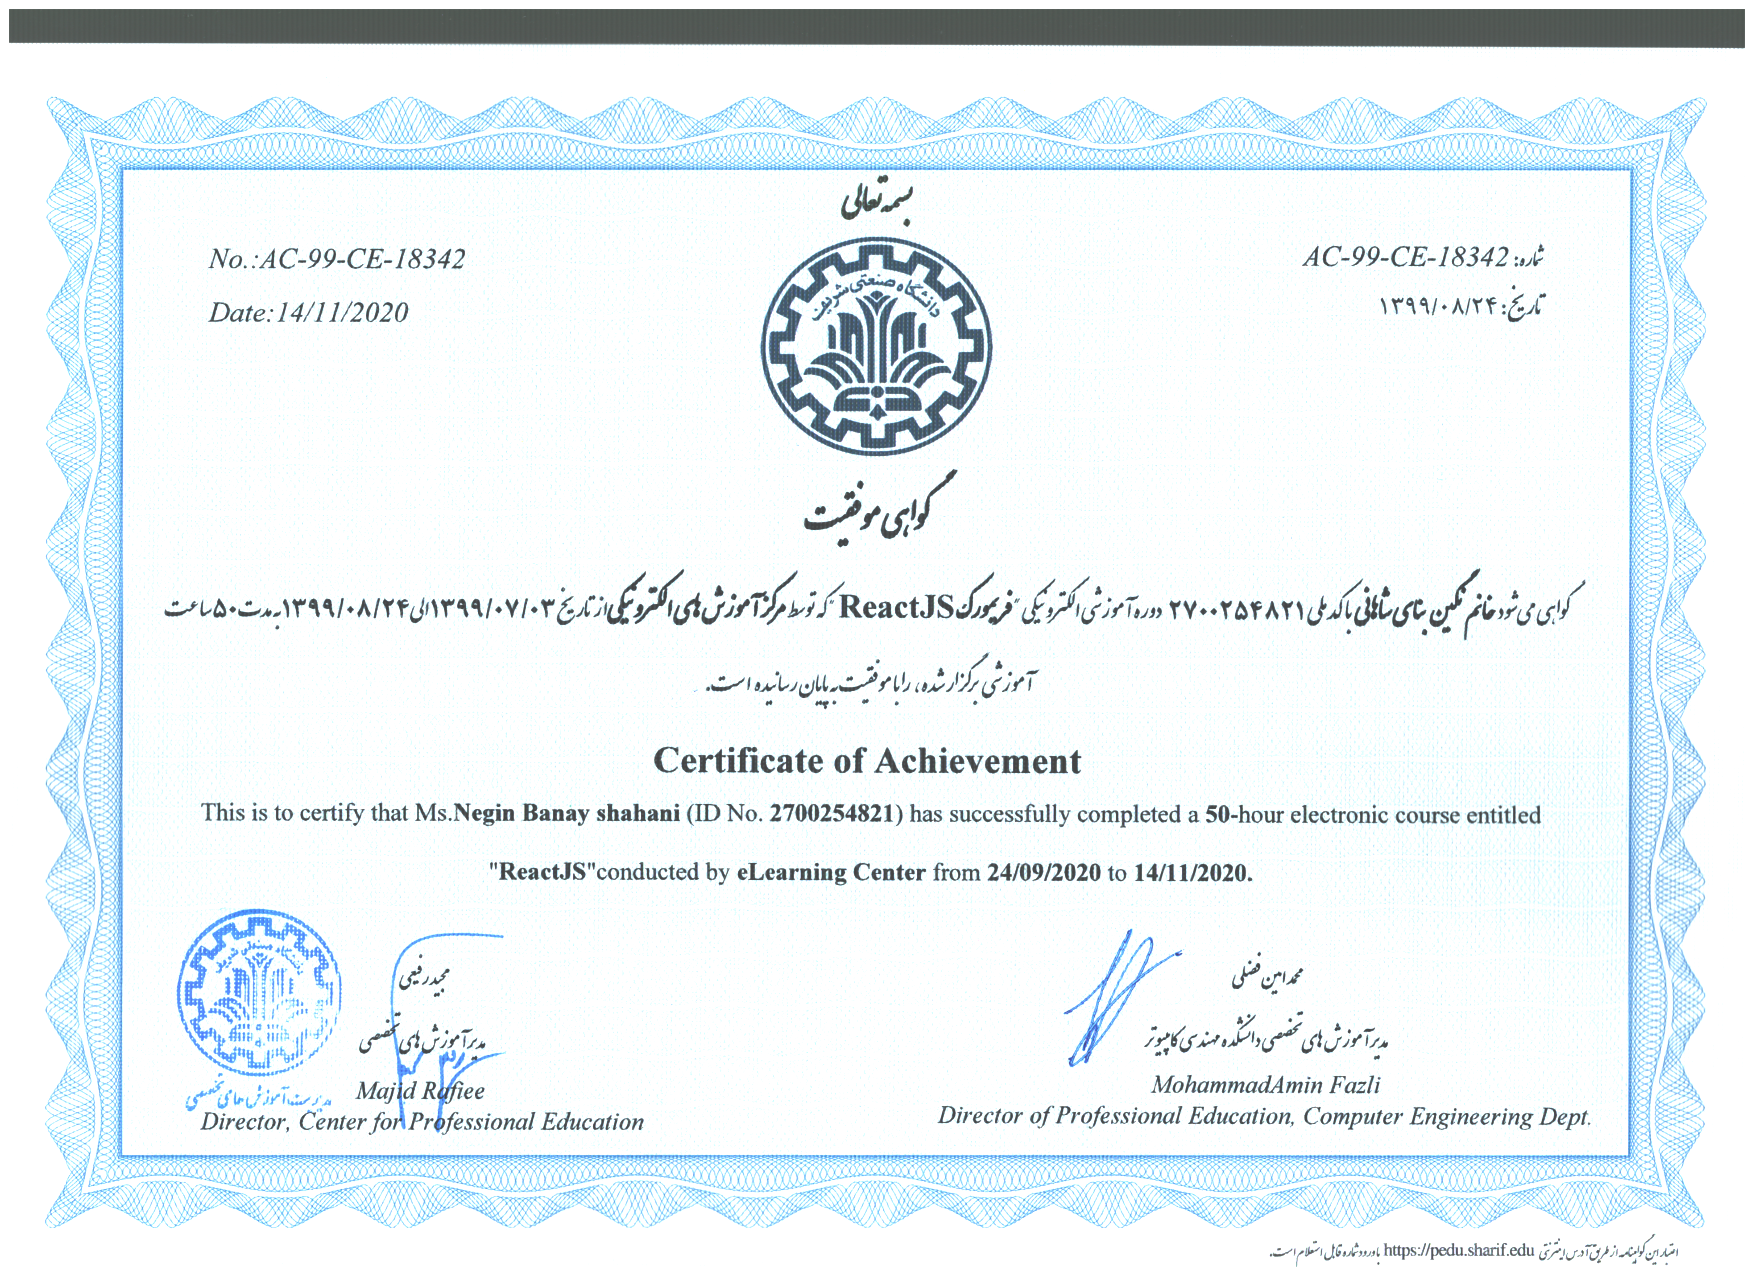 بسمه تعالی
No.:AC-99-CE-18342
شماره: AC-99-CE-18342
Date:14/11/2020
تاریخ: ۱۳۹۹/۰۸/۲۴
دانشگاه صنعتی شریف
گواهی موفقیت
گواهی می شود خانم نگین بنای شاهانی با کد ملی ۲۷۰۰۲۵۴۸۲۱ دوره آموزشی الکترونیکی "فریمورک ReactJS" که توسط مرکز آموزش های الکترونیکی از تاریخ ۱۳۹۹/۰۷/۰۳ الی ۱۳۹۹/۰۸/۲۴ به مدت ۵۰ ساعت
آموزشی برگزار شده، را با موفقیت به پایان رسانیده است.
Certificate of Achievement
This is to certify that Ms.Negin Banay shahani (ID No. 2700254821) has successfully completed a 50-hour electronic course entitled
"ReactJS"conducted by eLearning Center from 24/09/2020 to 14/11/2020.
دانشگاه صنعتی شریف
مجید رفیعی
مدیر آموزش های تخصصی
Majid Rafiee
Director, Center for Professional Education
مدیریت آموزش های تخصصی
محمدامین فضلی
مدیر آموزش های تخصصی دانشکده مهندسی کامپیوتر
MohammadAmin Fazli
Director of Professional Education, Computer Engineering Dept.
اعتبار این گواهینامه از طریق آدرس اینترنتی https://pedu.sharif.edu با ورود شماره قابل استعلام است.